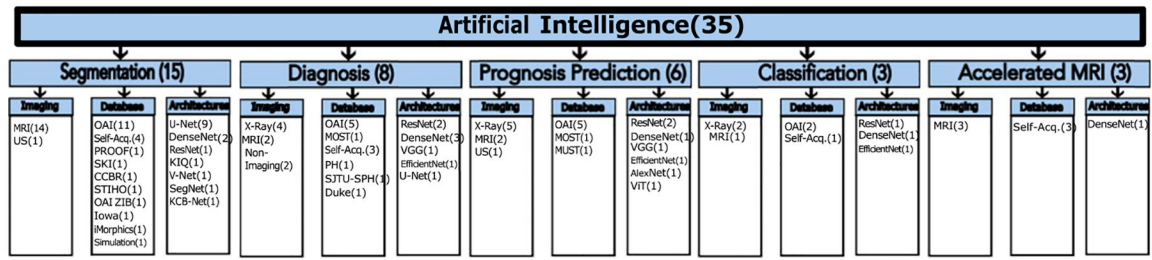 Artificial Intelligence(35)
Segmentation (15)
Imaging
MRI(14)
US(1)
Database
OAI(11)
Self-Acq.(4)
PROOF(1)
SKI(1)
CCBR(1)
STIHO(1)
OAI ZIB(1)
Iowa(1)
iMorphics(1)
Simulation(1)
Architectures
U-Net(9)
DenseNet(2)
ResNet(1)
KIQ(1)
V-Net(1)
SegNet(1)
KCB-Net(1)
Diagnosis (8)
Imaging
X-Ray(4)
MRI(2)
Non-
Imaging(2)
Database
OAI(5)
MOST(1)
Self-Acq.(3)
PH(1)
SJTU-SPH(1)
Duke(1)
Architectures
ResNet(2)
DenseNet(3)
VGG(1)
EfficientNet(1)
U-Net(1)
Prognosis Prediction (6)
Imaging
X-Ray(5)
MRI(2)
US(1)
Database
OAI(5)
MOST(1)
MUST(1)
Architectures
ResNet(2)
DenseNet(1)
VGG(1)
EfficientNet(1)
AlexNet(1)
ViT(1)
Classification (3)
Imaging
X-Ray(2)
MRI(1)
Database
OAI(2)
Self-Acq.(1)
Architectures
ResNet(1)
DenseNet(1)
EfficientNet(1)
Accelerated MRI (3)
Imaging
MRI(3)
Database
Self-Acq.(3)
Architectures
DenseNet(1)